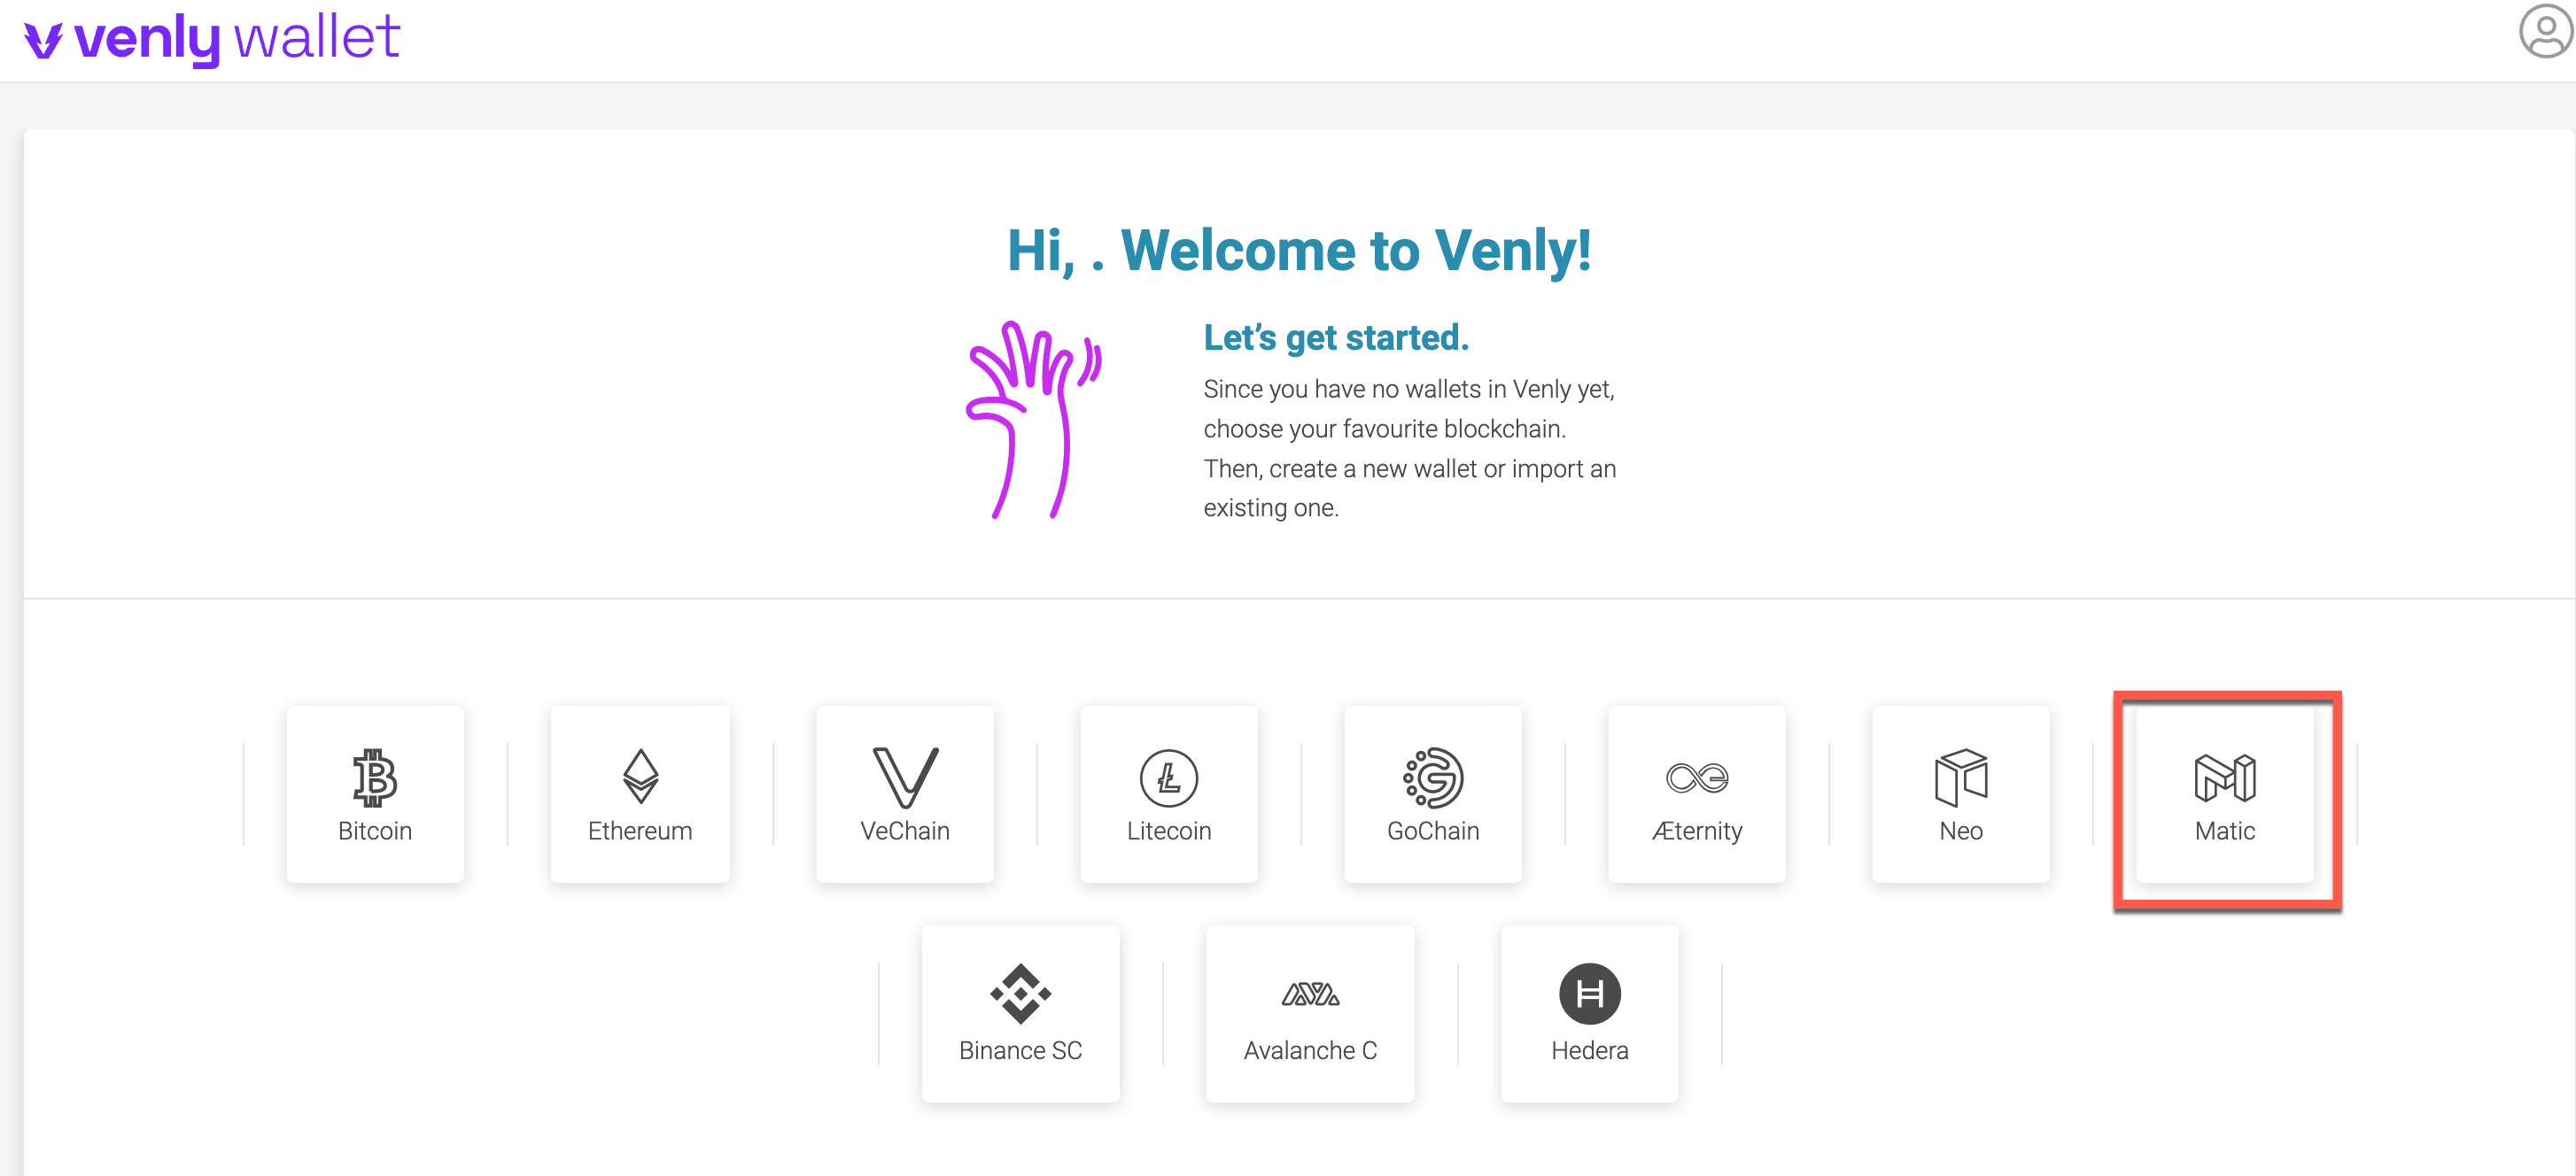 venly wallet
Hi, . Welcome to Venly!
Let’s get started.
Since you have no wallets in Venly yet,
choose your favourite blockchain.
Then, create a new wallet or import an
existing one.
Bitcoin
Ethereum
VeChain
Litecoin
GoChain
Æternity
Neo
Matic
Binance SC
Avalanche C
Hedera